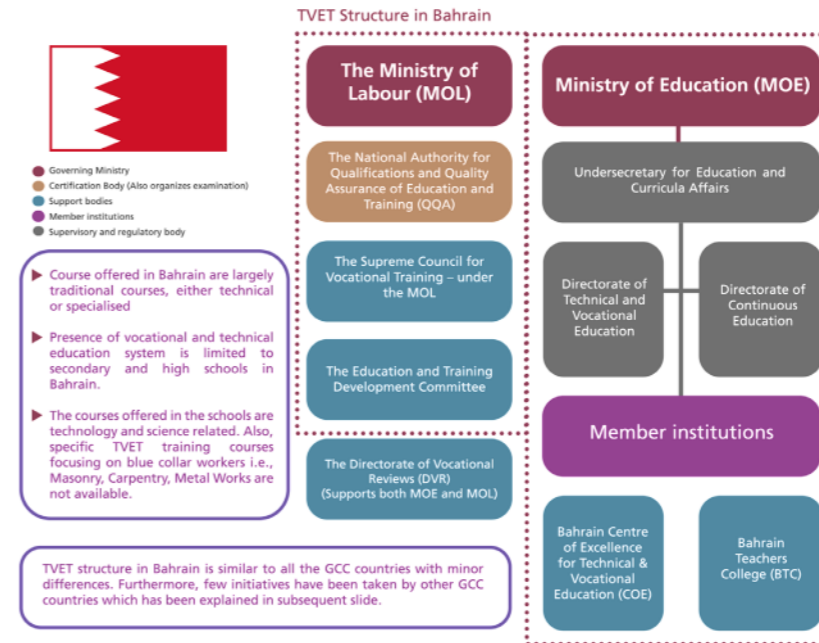 TVET Structure in Bahrain
Governing Ministry
Certification Body (Also organizes examination)
Support bodies
Member institutions
Supervisory and regulatory body
Course offered in Bahrain are largely
traditional courses, either technical
or specialised
Presence of vocational and technical
education system is limited to
secondary and high schools in
Bahrain.
The courses offered in the schools are
technology and science related. Also,
specific TVET training courses
focusing on blue collar workers i.e.,
Masonry, Carpentry, Metal Works are
not available.
The Ministry of
Labour (MOL)
The National Authority for
Qualifications and Quality
Assurance of Education and
Training (QQA)
The Supreme Council for
Vocational Training – under
the MOL
The Education and Training
Development Committee
The Directorate of Vocational
Reviews (DVR)
(Supports both MOE and MOL)
Ministry of Education (MOE)
Undersecretary for Education and
Curricula Affairs
Directorate of
Technical and
Vocational
Education
Directorate of
Continuous
Education
Member institutions
Bahrain Centre
of Excellence
for Technical &
Vocational
Education (COE)
Bahrain
Teachers
College (BTC)
TVET structure in Bahrain is similar to all the GCC countries with minor
differences. Furthermore, few initiatives have been taken by other GCC
countries which has been explained in subsequent slide.